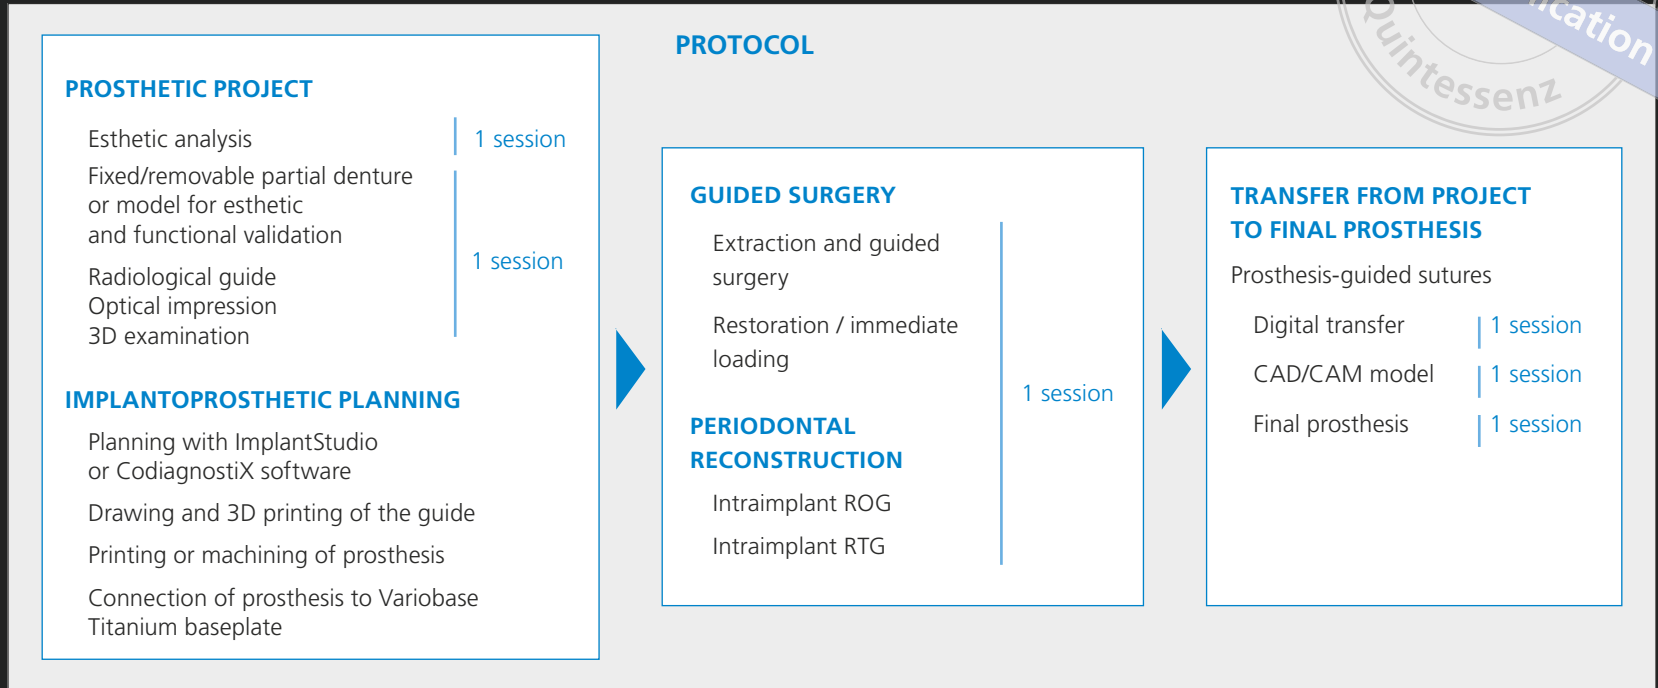 PROTOCOL
PROSTHETIC PROJECT
Esthetic analysis
1 session
Fixed/removable partial denture
or model for esthetic
and functional validation
Radiological guide
Optical impression
3D examination
1 session
IMPLANTOPROSTHETIC PLANNING
Planning with ImplantStudio
or CodiagnostiX software
Drawing and 3D printing of the guide
Printing or machining of prosthesis
Connection of prosthesis to Variobase
Titanium baseplate
GUIDED SURGERY
Extraction and guided
surgery
Restoration / immediate
loading
PERIODONTAL
RECONSTRUCTION
Intraimplant ROG
Intraimplant RTG
1 session
TRANSFER FROM PROJECT
TO FINAL PROSTHESIS
Prosthesis-guided sutures
Digital transfer
1 session
CAD/CAM model
1 session
Final prosthesis
1 session
Quintessenz